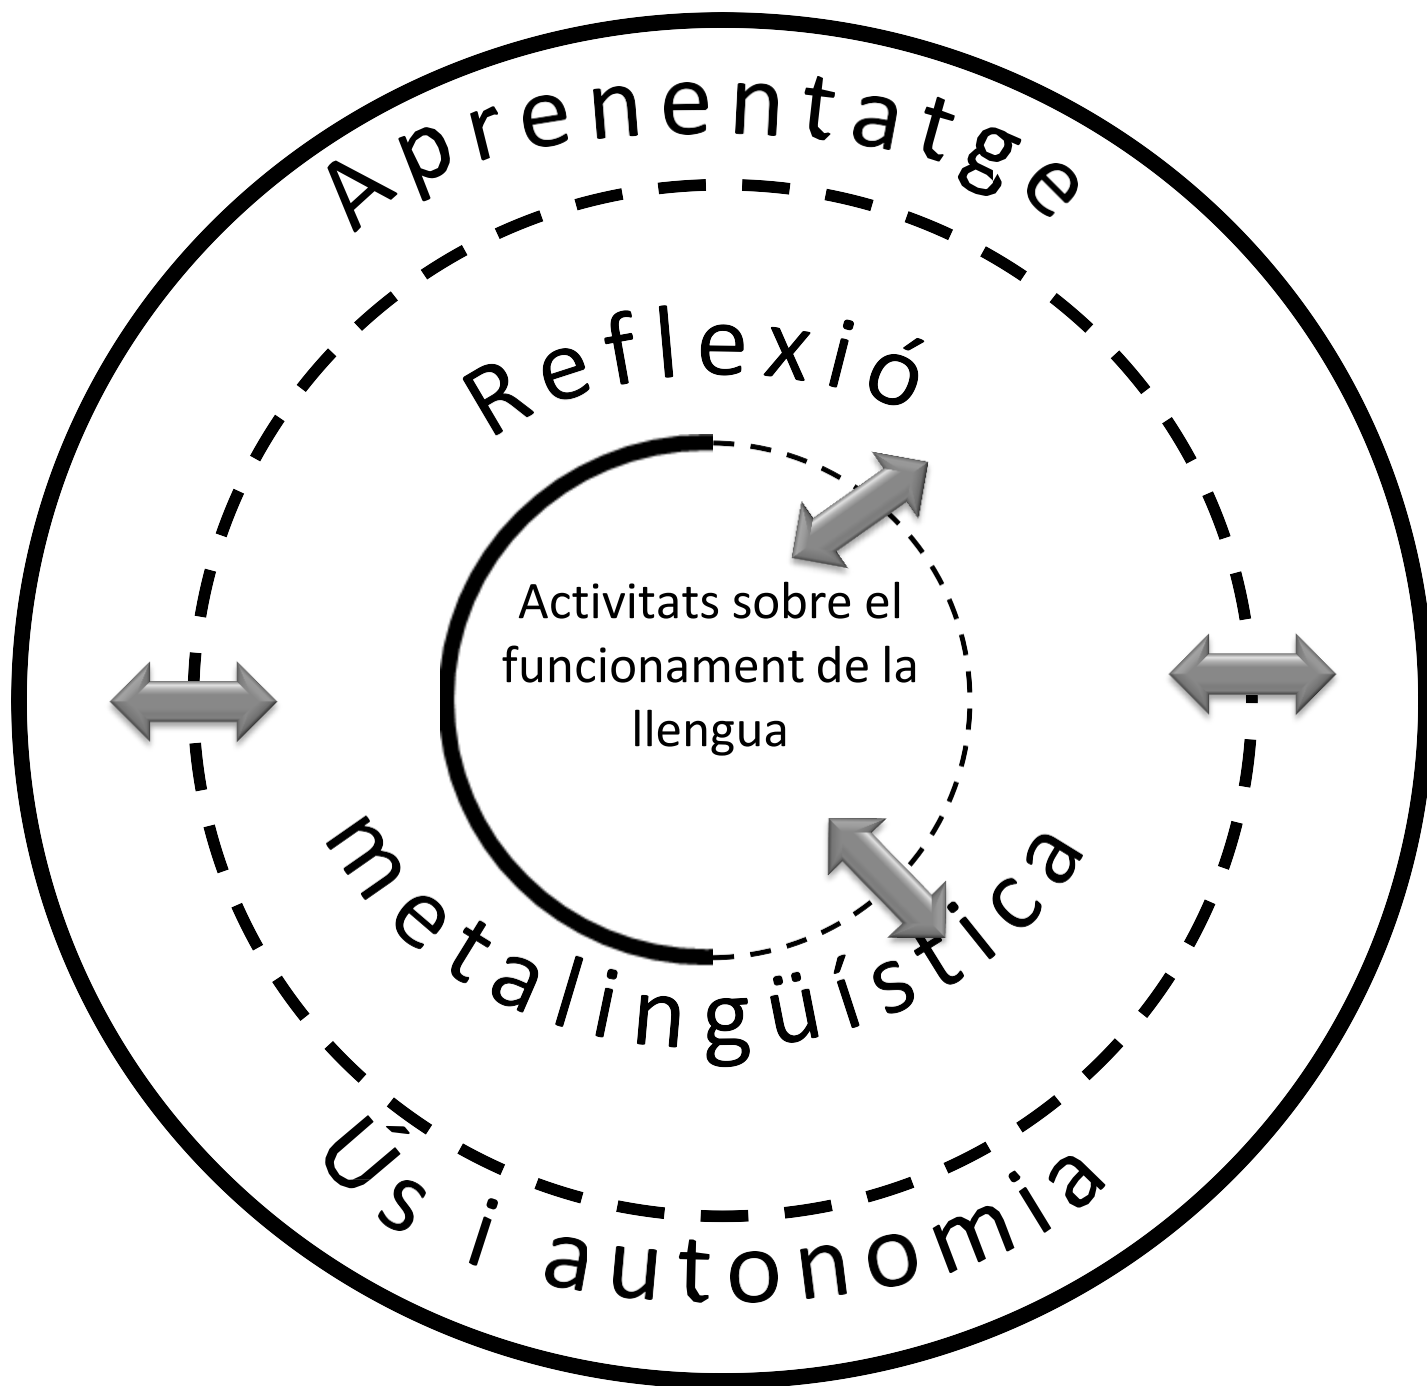 Aprenentatge
Reflexió
Activitats sobre el
funcionament de la
llengua
metalingüística
Ús i autonomia